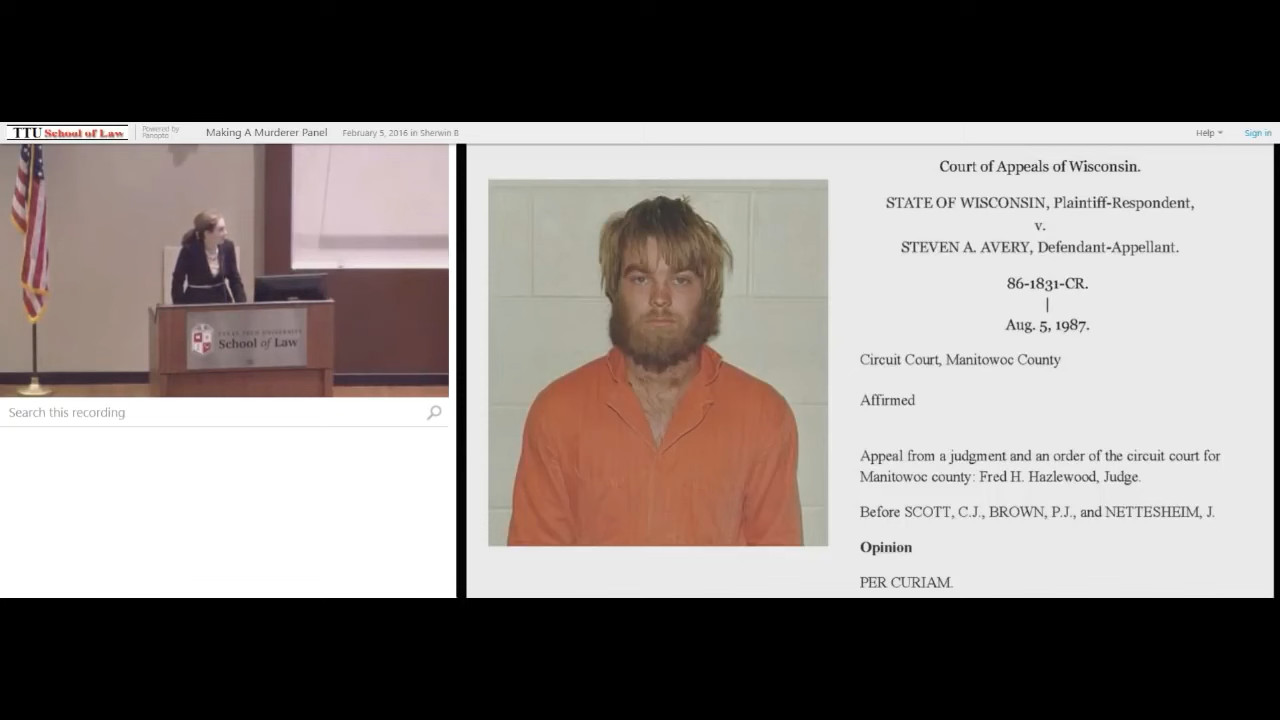 TTU School of Law
Powered by
Panopto
Making A Murderer Panel
February 5, 2016 in Sherwin B
Help
Sign in
TEXAS TECH UNIVERSITY
School of Law
Search this recording
Court of Appeals of Wisconsin.
STATE OF WISCONSIN, Plaintiff-Respondent,
v.
STEVEN A. AVERY, Defendant-Appellant.
86-1831-CR.
|
Aug. 5, 1987.
Circuit Court, Manitowoc County
Affirmed
Appeal from a judgment and an order of the circuit court for
Manitowoc county: Fred H. Hazlewood, Judge.
Before SCOTT, C.J., BROWN, P.J., and NETTESHEIM, J.
Opinion
PER CURIAM.